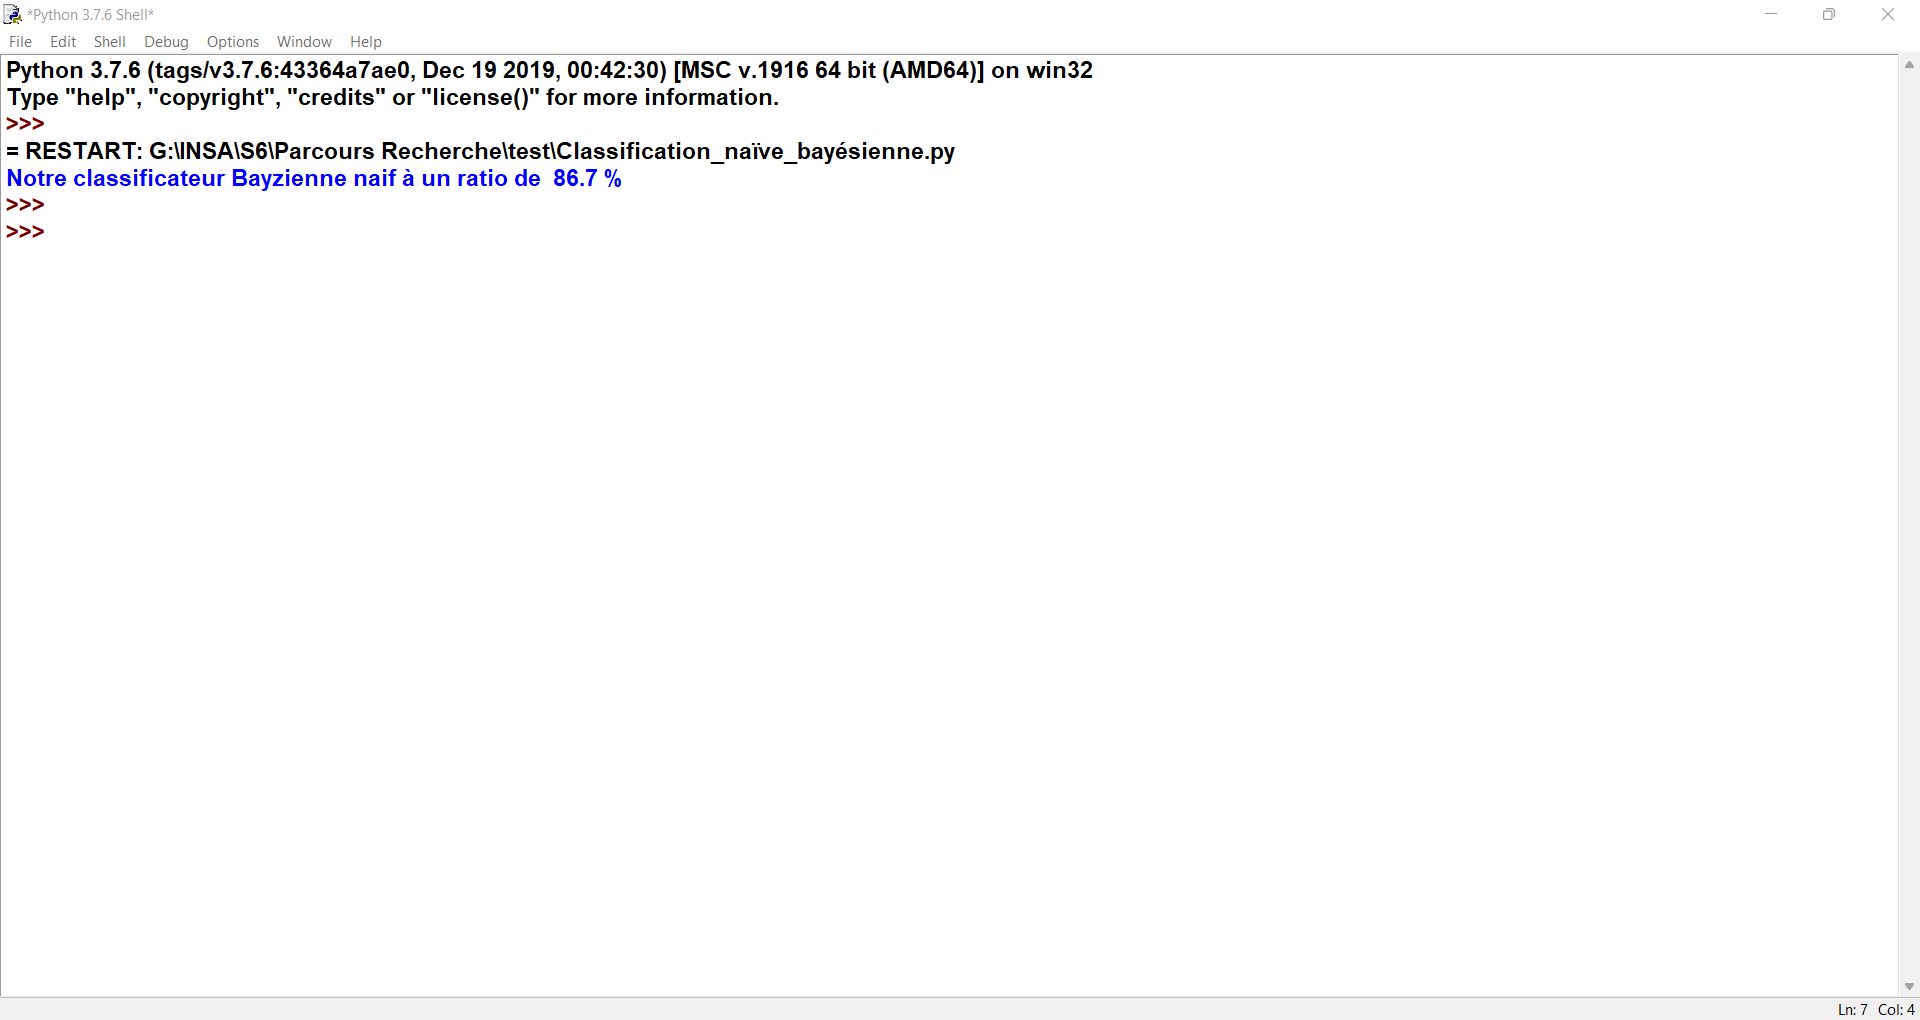 *Python 3.7.6 Shell*
File Edit Shell Debug Options Window Help
Python 3.7.6 (tags/v3.7.6:43364a7ae0, Dec 19 2019, 00:42:30) [MSC v.1916 64 bit (AMD64)] on win32
Type "help", "copyright", "credits" or "license()" for more information.
>>>
= RESTART: G:\INSA\S6\Parcours Recherche\test\Classification_naïve_bayésienne.py
Notre classificateur Bayzienne naif à un ratio de  86.7 %
>>>
>>>
Ln: 7 Col: 4